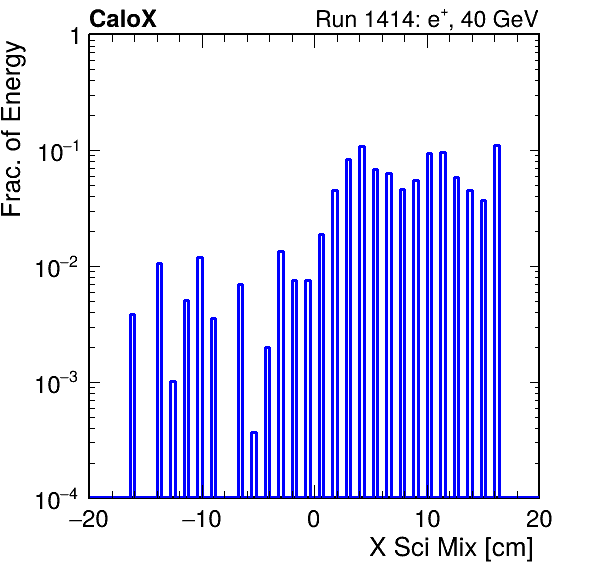 CaloX Run 1414: e⁺, 40 GeV
Frac. of Energy
1
10⁻¹
10⁻²
10⁻³
10⁻⁴
−20 −10 0 10 20
X Sci Mix [cm]